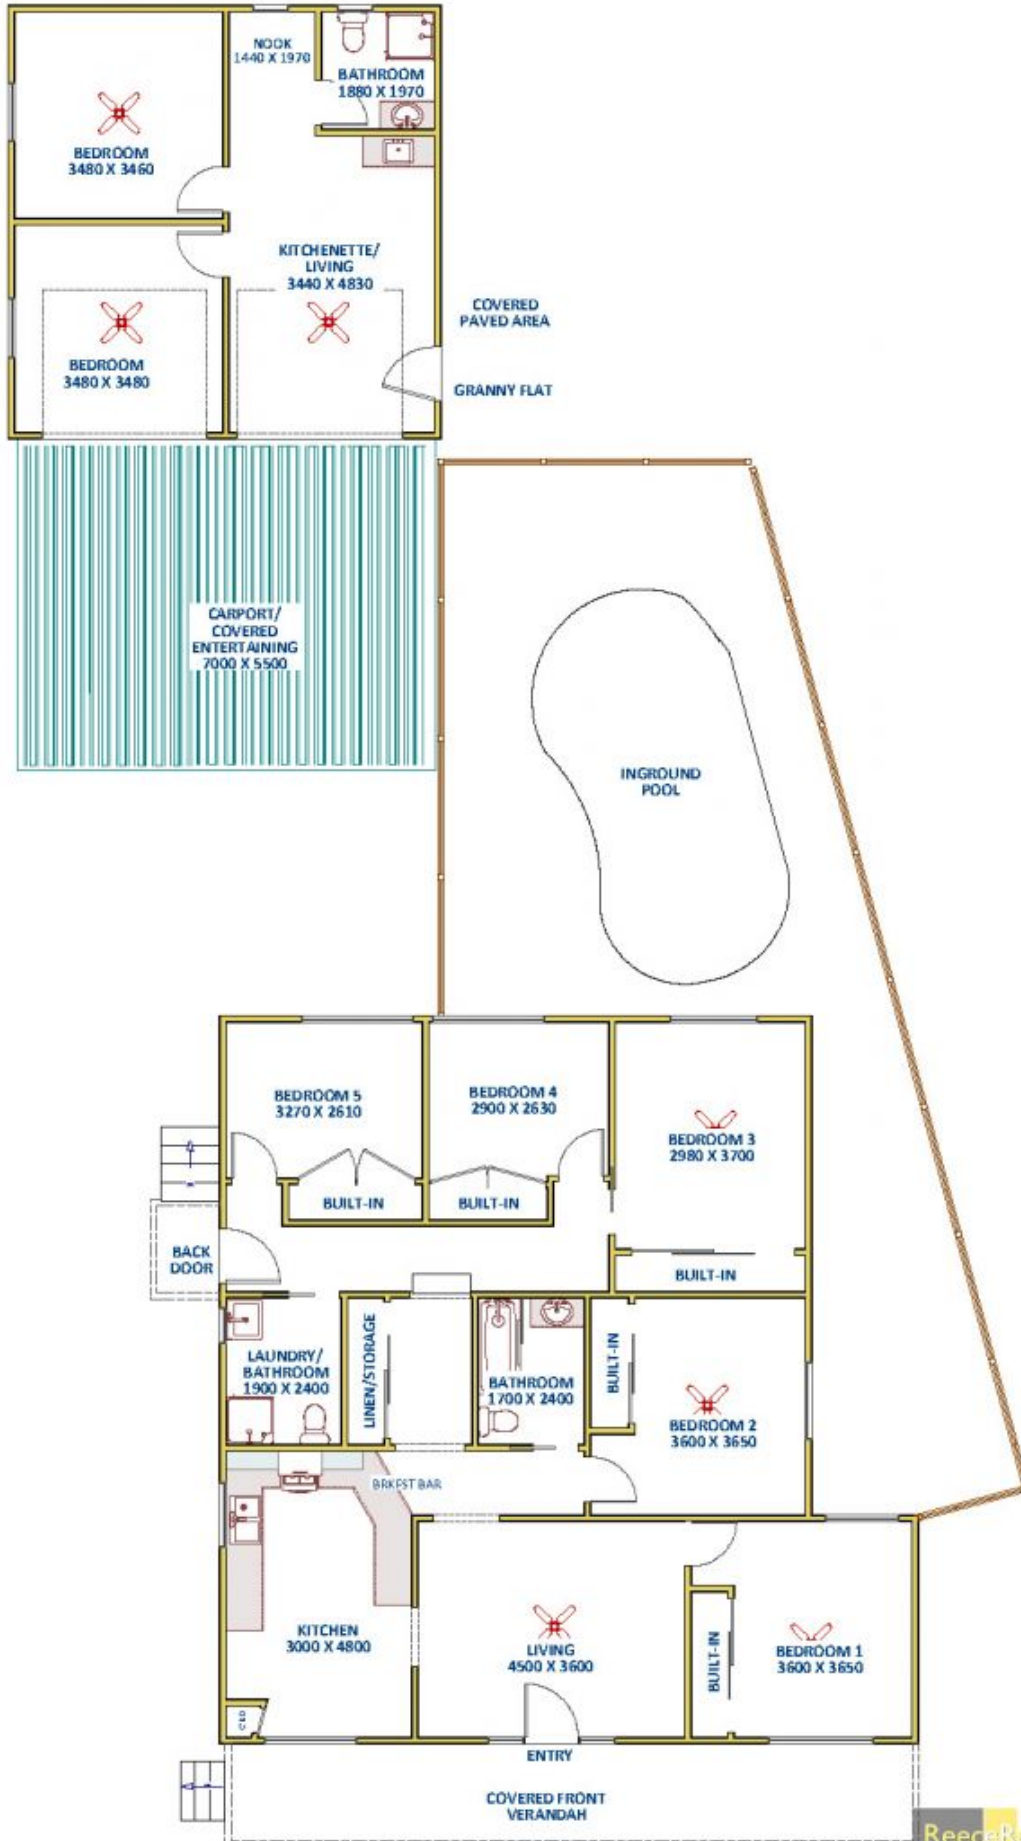 NOOK
1440 X 1970
BATHROOM
1880 X 1970
BEDROOM
3480 X 3460
KITCHENETTE/
LIVING
3440 X 4830
COVERED
PAVED AREA
BEDROOM
3480 X 3480
GRANNY FLAT
CARPORT/
COVERED
ENTERTAINING
7000 X 5500
INGROUND
POOL
BEDROOM 5
3270 X 2610
BEDROOM 4
2900 X 2630
BEDROOM 3
2980 X 3700
BUILT-IN
BUILT-IN
BACK
DOOR
BUILT-IN
LAUNDRY/
BATHROOM
1900 X 2400
LINEN/STORAGE
BATHROOM
1700 X 2400
BUILT-IN
BEDROOM 2
3600 X 3650
BRKFST BAR
KITCHEN
3000 X 4800
LIVING
4500 X 3600
BUILT-IN
BEDROOM 1
3600 X 3650
ENTRY
COVERED FRONT
VERANDAH